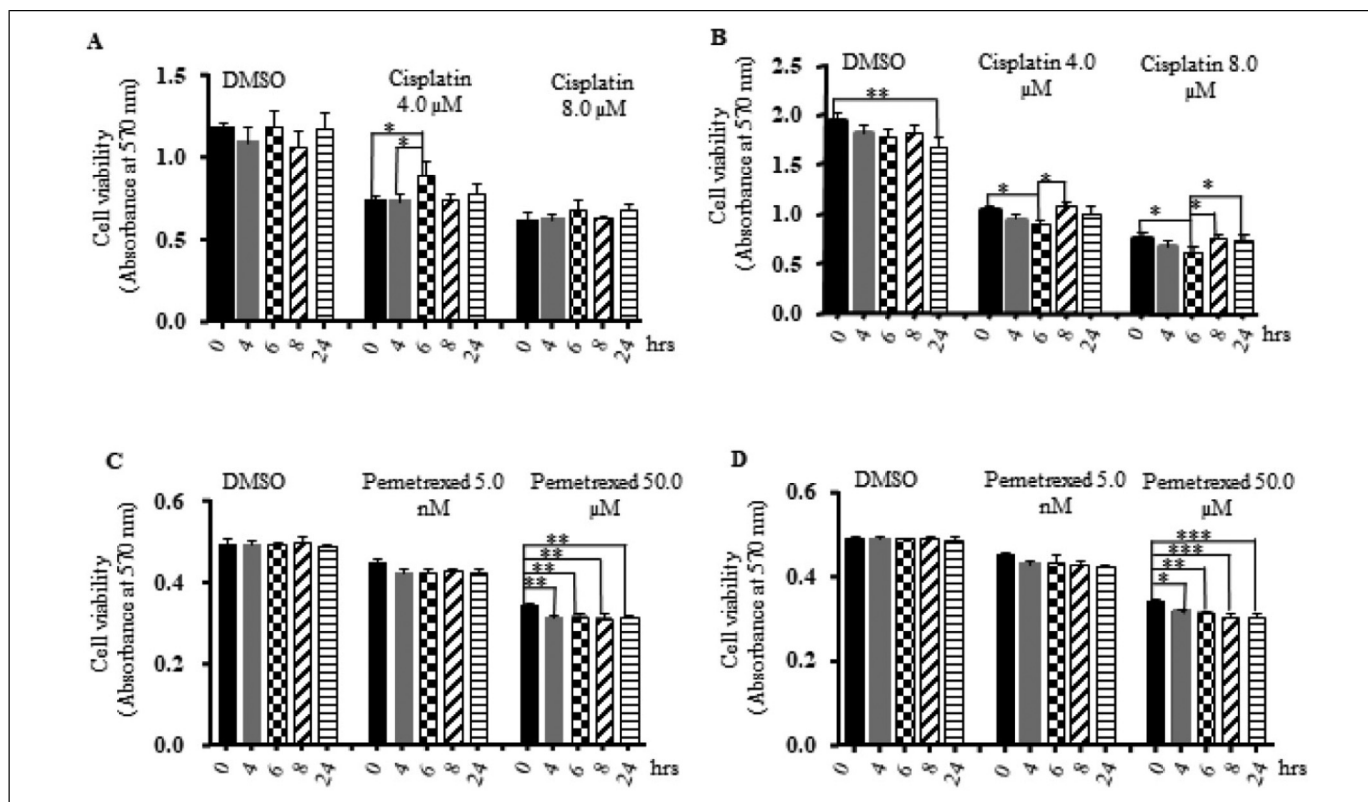 A
DMSO
Cisplatin
4.0 µM
Cisplatin
8.0 µM
Cell viability
(Absorbance at 570 nm)
1.5
1.0
0.5
0.0
*
*
0 4 6 8 24 0 4 6 8 24 0 4 6 8 24 hrs
B
DMSO
Cisplatin 4.0
µM
Cisplatin 8.0
µM
Cell viability
(Absorbance at 570 nm)
2.5
2.0
1.5
1.0
0.5
0.0
**
* *
* * *
0 4 6 8 24 0 4 6 8 24 0 4 6 8 24 hrs
C
DMSO
Pemetrexed 5.0
nM
Pemetrexed 50.0
µM
Cell viability
(Absorbance at 570 nm)
0.6
0.4
0.2
0.0
**
**
**
**
0 4 6 8 24 0 4 6 8 24 0 4 6 8 24 hrs
D
DMSO
Pemetrexed 5.0
nM
Pemetrexed 50.0
µM
Cell viability
(Absorbance at 570 nm)
0.6
0.4
0.2
0.0
***
***
**
*
0 4 6 8 24 0 4 6 8 24 0 4 6 8 24 hrs